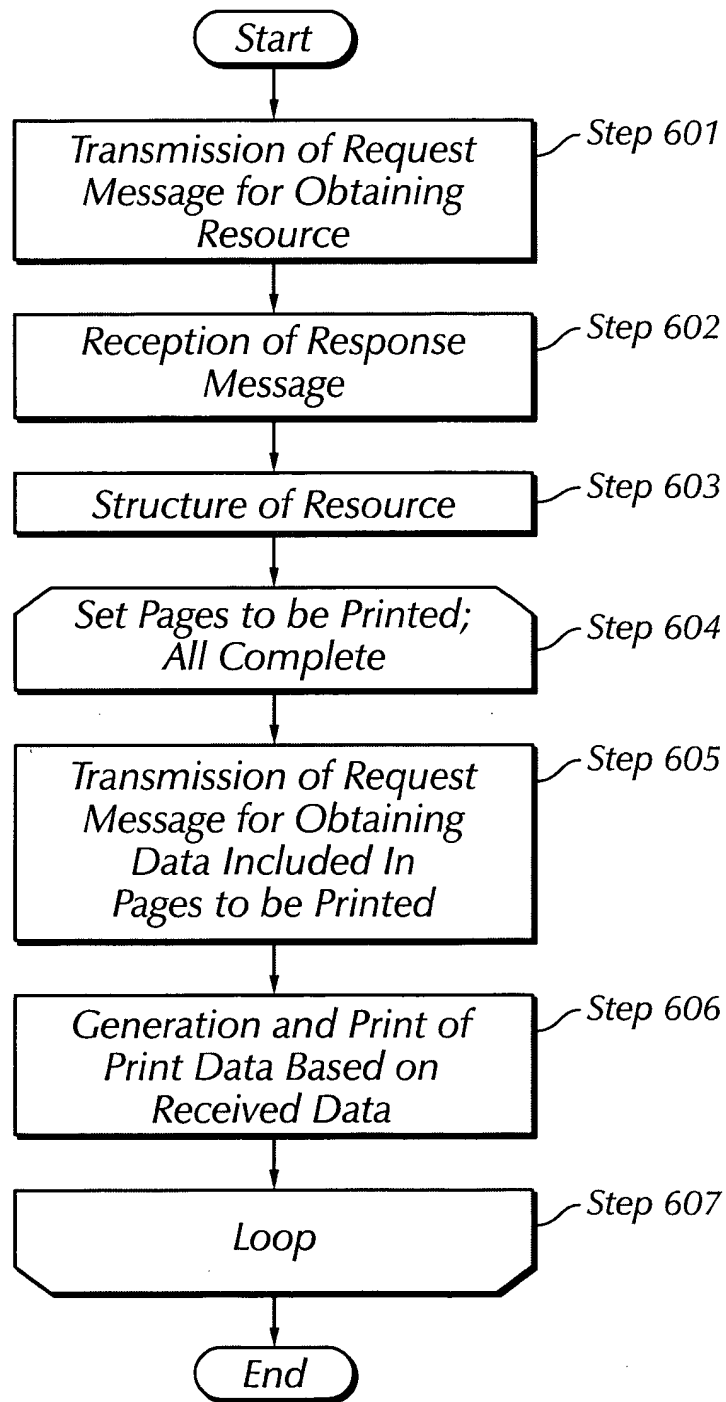 Start
Transmission of Request
Message for Obtaining
Resource
Step 601
Reception of Response
Message
Step 602
Structure of Resource
Step 603
Set Pages to be Printed;
All Complete
Step 604
Transmission of Request
Message for Obtaining
Data Included In
Pages to be Printed
Step 605
Generation and Print of
Print Data Based on
Received Data
Step 606
Loop
Step 607
End